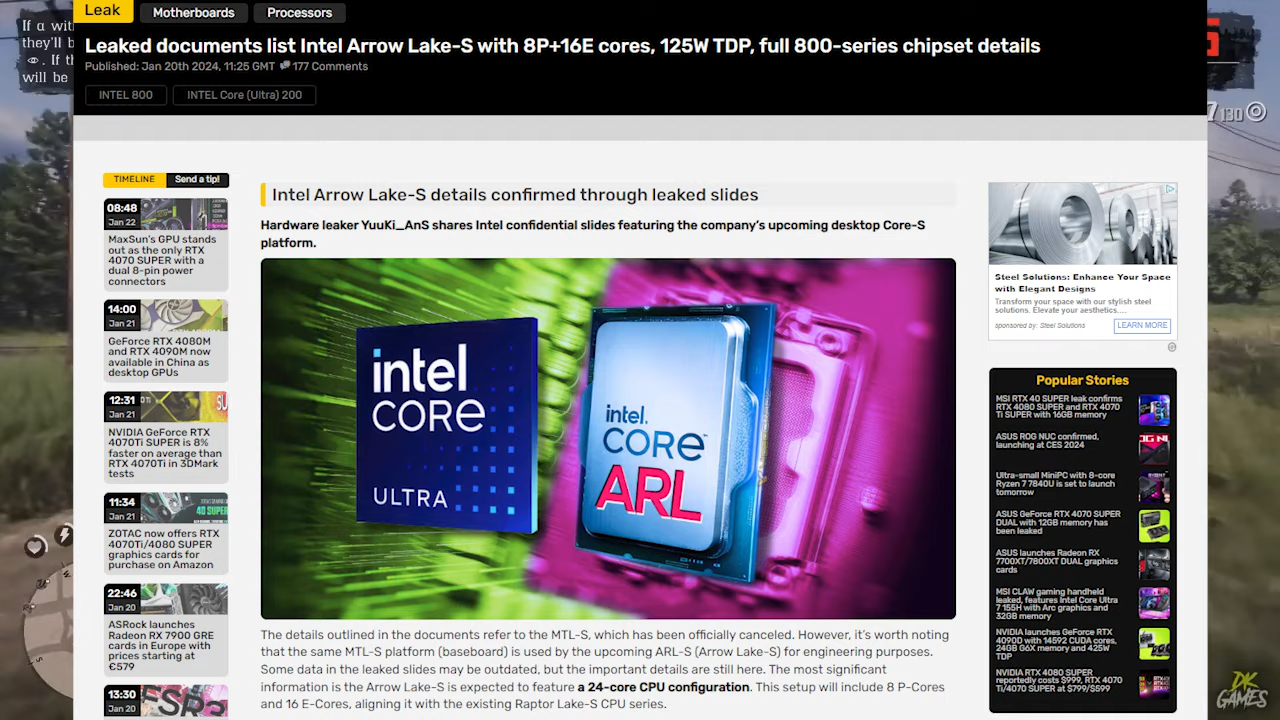 Leak
Motherboards
Processors
Leaked documents list Intel Arrow Lake-S with 8P+16E cores, 125W TDP, full 800-series chipset details
Published: Jan 20th 2024, 11:25 GMT 177 Comments
INTEL 800
INTEL Core (Ultra) 200
If a wit
they'll b
. If th
will be
7/130
TIMELINE
Send a tip!
08:48
Jan 22
MaxSun's GPU stands
out as the only RTX
4070 SUPER with a
dual 8-pin power
connectors
14:00
Jan 21
GeForce RTX 4080M
and RTX 4090M now
available in China as
desktop GPUs
12:31
Jan 21
NVIDIA GeForce RTX
4070Ti SUPER is 8%
faster on average than
RTX 4070Ti in 3DMark
tests
11:34
Jan 21
40 SUPER
ZOTAC now offers RTX
4070Ti/4080 SUPER
graphics cards for
purchase on Amazon
22:46
Jan 20
ASRock launches
Radeon RX 7900 GRE
cards in Europe with
prices starting at
€579
13:30
Jan 20
Intel Arrow Lake-S details confirmed through leaked slides
Hardware leaker YuuKi_AnS shares Intel confidential slides featuring the company's upcoming desktop Core-S
platform.
intel
CORE
ULTRA
intel.
CORE™
ARL
The details outlined in the documents refer to the MTL-S, which has been officially canceled. However, it's worth noting
that the same MTL-S platform (baseboard) is used by the upcoming ARL-S (Arrow Lake-S) for engineering purposes.
Some data in the leaked slides may be outdated, but the important details are still here. The most significant
information is the Arrow Lake-S is expected to feature a 24-core CPU configuration. This setup will include 8 P-Cores
and 16 E-Cores, aligning it with the existing Raptor Lake-S CPU series.
Steel Solutions: Enhance Your Space
with Elegant Designs
Transform your space with our stylish steel
solutions. Elevate your aesthetics....
sponsored by: Steel Solutions
LEARN MORE
Popular Stories
MSI RTX 40 SUPER leak confirms
RTX 4080 SUPER and RTX 4070
Ti SUPER with 16GB memory
ASUS ROG NUC confirmed,
launching at CES 2024
Ultra-small MiniPC with 8-core
Ryzen 7 7840U is set to launch
tomorrow
ASUS GeForce RTX 4070 SUPER
DUAL with 12GB memory has
been leaked
ASUS launches Radeon RX
7700XT/7800XT DUAL graphics
cards
MSI CLAW gaming handheld
leaked, features Intel Core Ultra
7 155H with Arc graphics and
32GB memory
NVIDIA launches GeForce RTX
4090D with 14592 CUDA cores,
24GB G6X memory and 425W
TDP
NVIDIA RTX 4080 SUPER
reportedly costs $999, RTX 4070
Ti/4070 SUPER at $799/$599
DK
GAMES